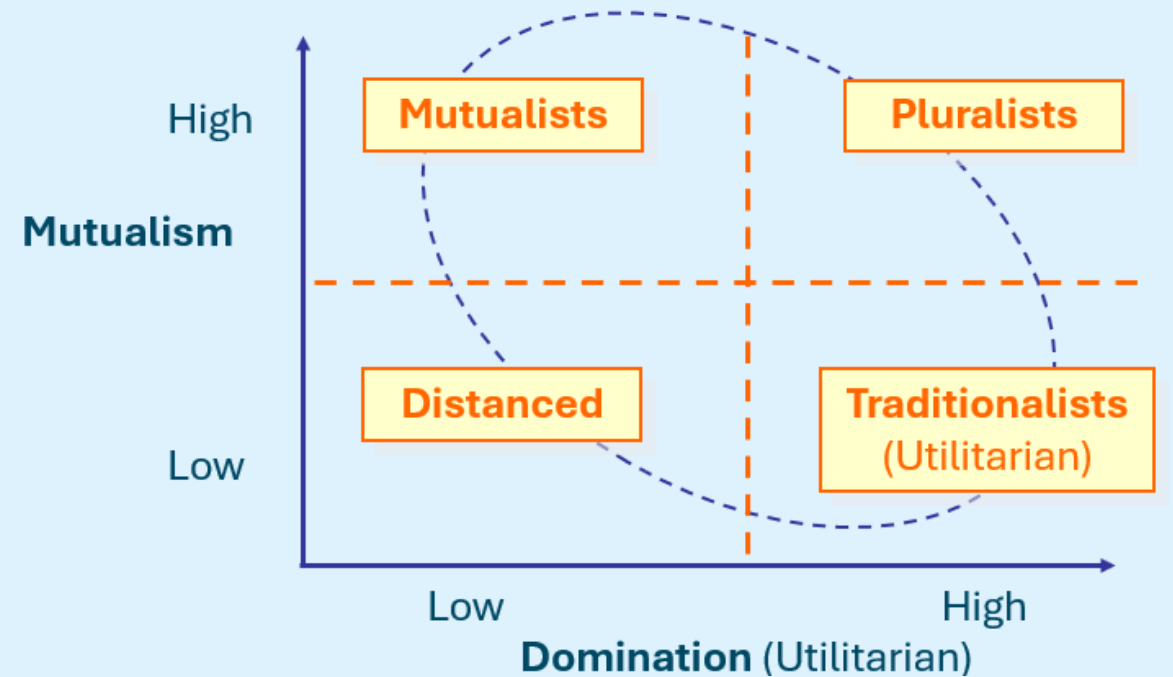 High
Mutualists
Pluralists
Mutualism
Distanced
Traditionalists
(Utilitarian)
Low
Low
High
Domination (Utilitarian)